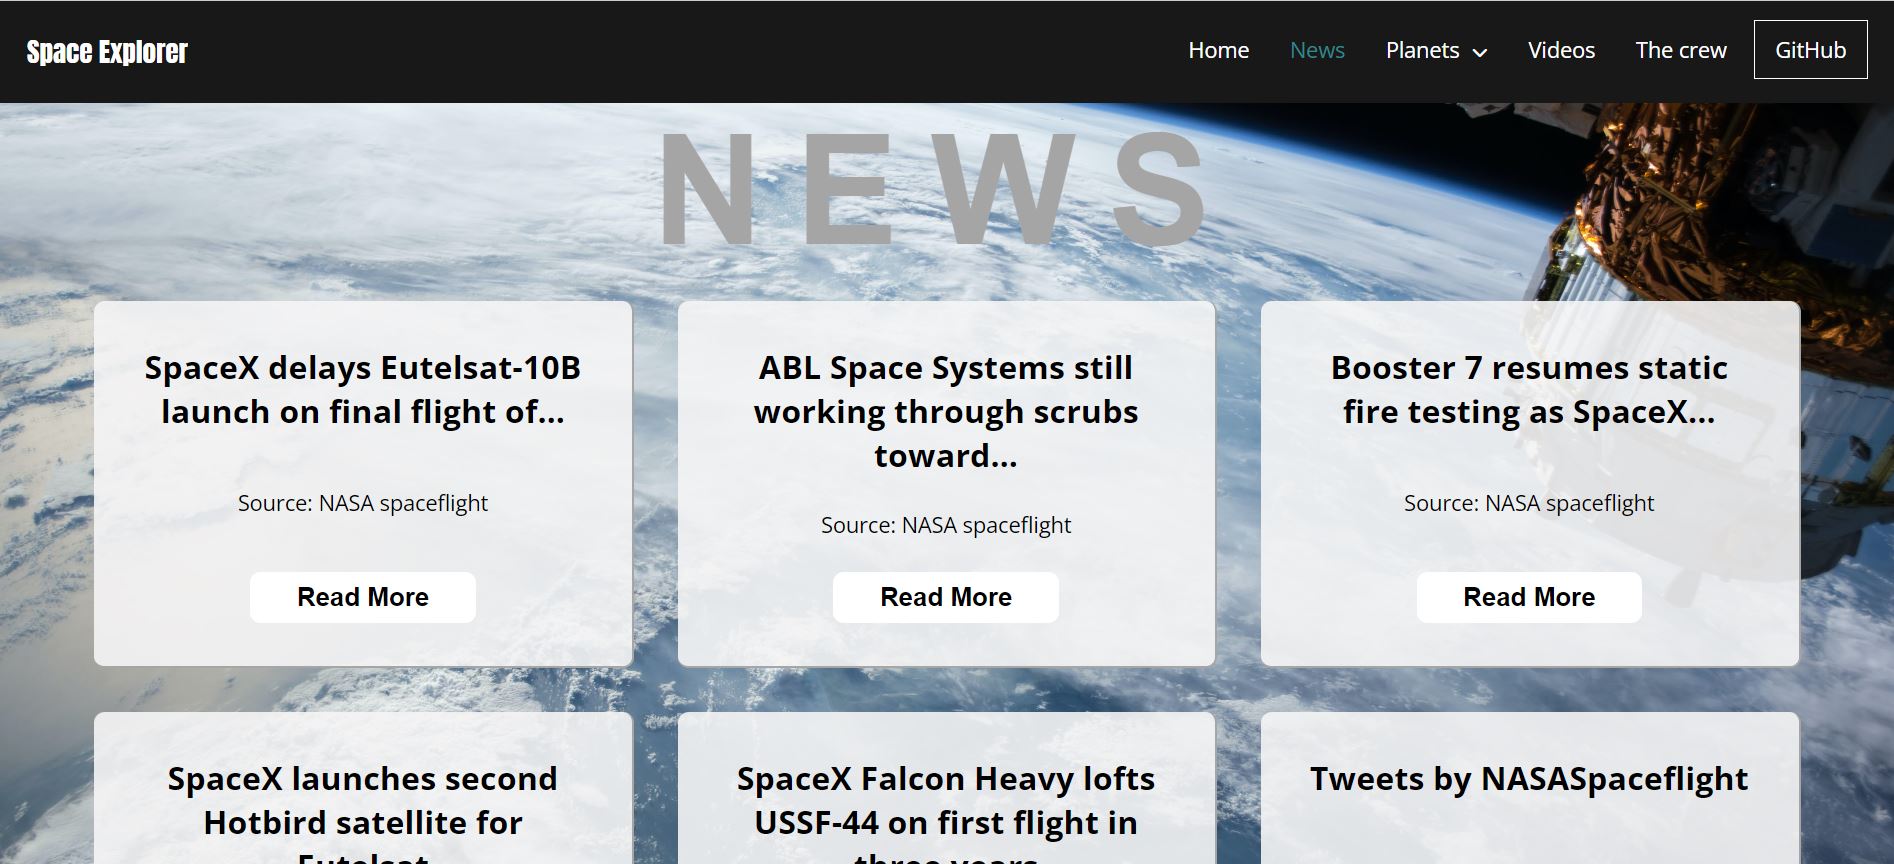 Space Explorer
Home
News
Planets
Videos
The crew
GitHub
NEWS
SpaceX delays Eutelsat-10B
launch on final flight of...
Source: NASA spaceflight
Read More
ABL Space Systems still
working through scrubs
toward...
Source: NASA spaceflight
Read More
Booster 7 resumes static
fire testing as SpaceX...
Source: NASA spaceflight
Read More
SpaceX launches second
Hotbird satellite for
Eutelsat
SpaceX Falcon Heavy lofts
USSF-44 on first flight in
three years
Tweets by NASASpaceflight